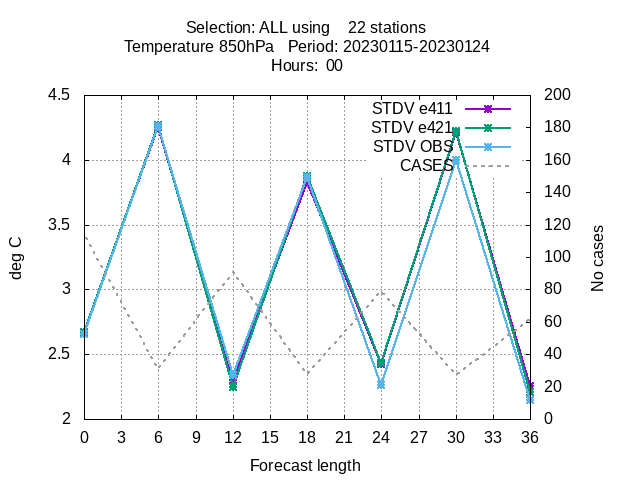 Selection: ALL using    22 stations
Temperature 850hPa   Period: 20230115-20230124
Hours:  00
STDV e411
STDV e421
STDV OBS
CASES
4.5
4
3.5
3
2.5
2
deg C
200
180
160
140
120
100
80
60
40
20
0
No cases
0 3 6 9 12 15 18 21 24 27 30 33 36
Forecast length